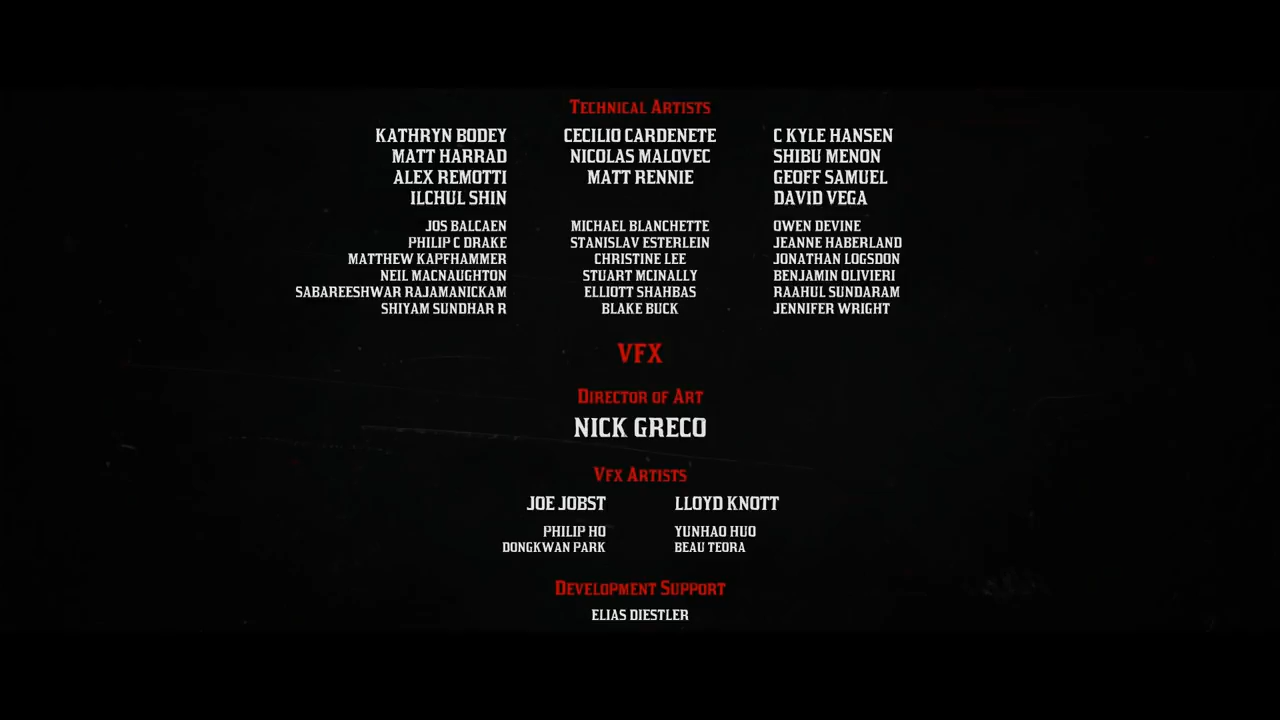 Technical Artists
KATHRYN BODEY CECILIO CARDENETE C KYLE HANSEN
MATT HARRAD NICOLAS MALOVEC SHIBU MENON
ALEX REMOTTI MATT RENNIE GEOFF SAMUEL
ILCHUL SHIN DAVID VEGA
JOS BALCAEN MICHAEL BLANCHETTE OWEN DEVINE
PHILIP C DRAKE STANISLAV ESTERLEIN JEANNE HABERLAND
MATTHEW KAPFHAMMER CHRISTINE LEE JONATHAN LOGSDON
NEIL MACNAUGHTON STUART MCINALLY BENJAMIN OLIVIERI
SABAREESHWAR RAJAMANICKAM ELLIOTT SHAHBAS RAAHUL SUNDARAM
SHIYAM SUNDHAR R BLAKE BUCK JENNIFER WRIGHT
VFX
Director of Art
NICK GRECO
Vfx Artists
JOE JOBST LLOYD KNOTT
PHILIP HO YUNHAO HUO
DONGKWAN PARK BEAU TEORA
Development Support
ELIAS DIESTLER